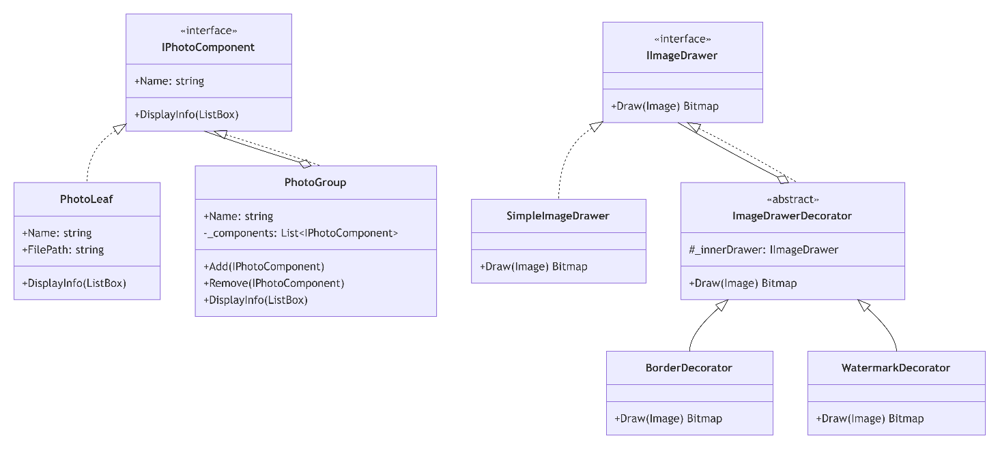 «interface»
IPhotoComponent
+Name: string
+DisplayInfo(ListBox)
PhotoLeaf
+Name: string
+FilePath: string
+DisplayInfo(ListBox)
PhotoGroup
+Name: string
-_components: List<IPhotoComponent>
+Add(IPhotoComponent)
+Remove(IPhotoComponent)
+DisplayInfo(ListBox)
«interface»
IImageDrawer
+Draw(Image) Bitmap
SimpleImageDrawer
+Draw(Image) Bitmap
«abstract»
ImageDrawerDecorator
#_innerDrawer: IImageDrawer
+Draw(Image) Bitmap
BorderDecorator
+Draw(Image) Bitmap
WatermarkDecorator
+Draw(Image) Bitmap